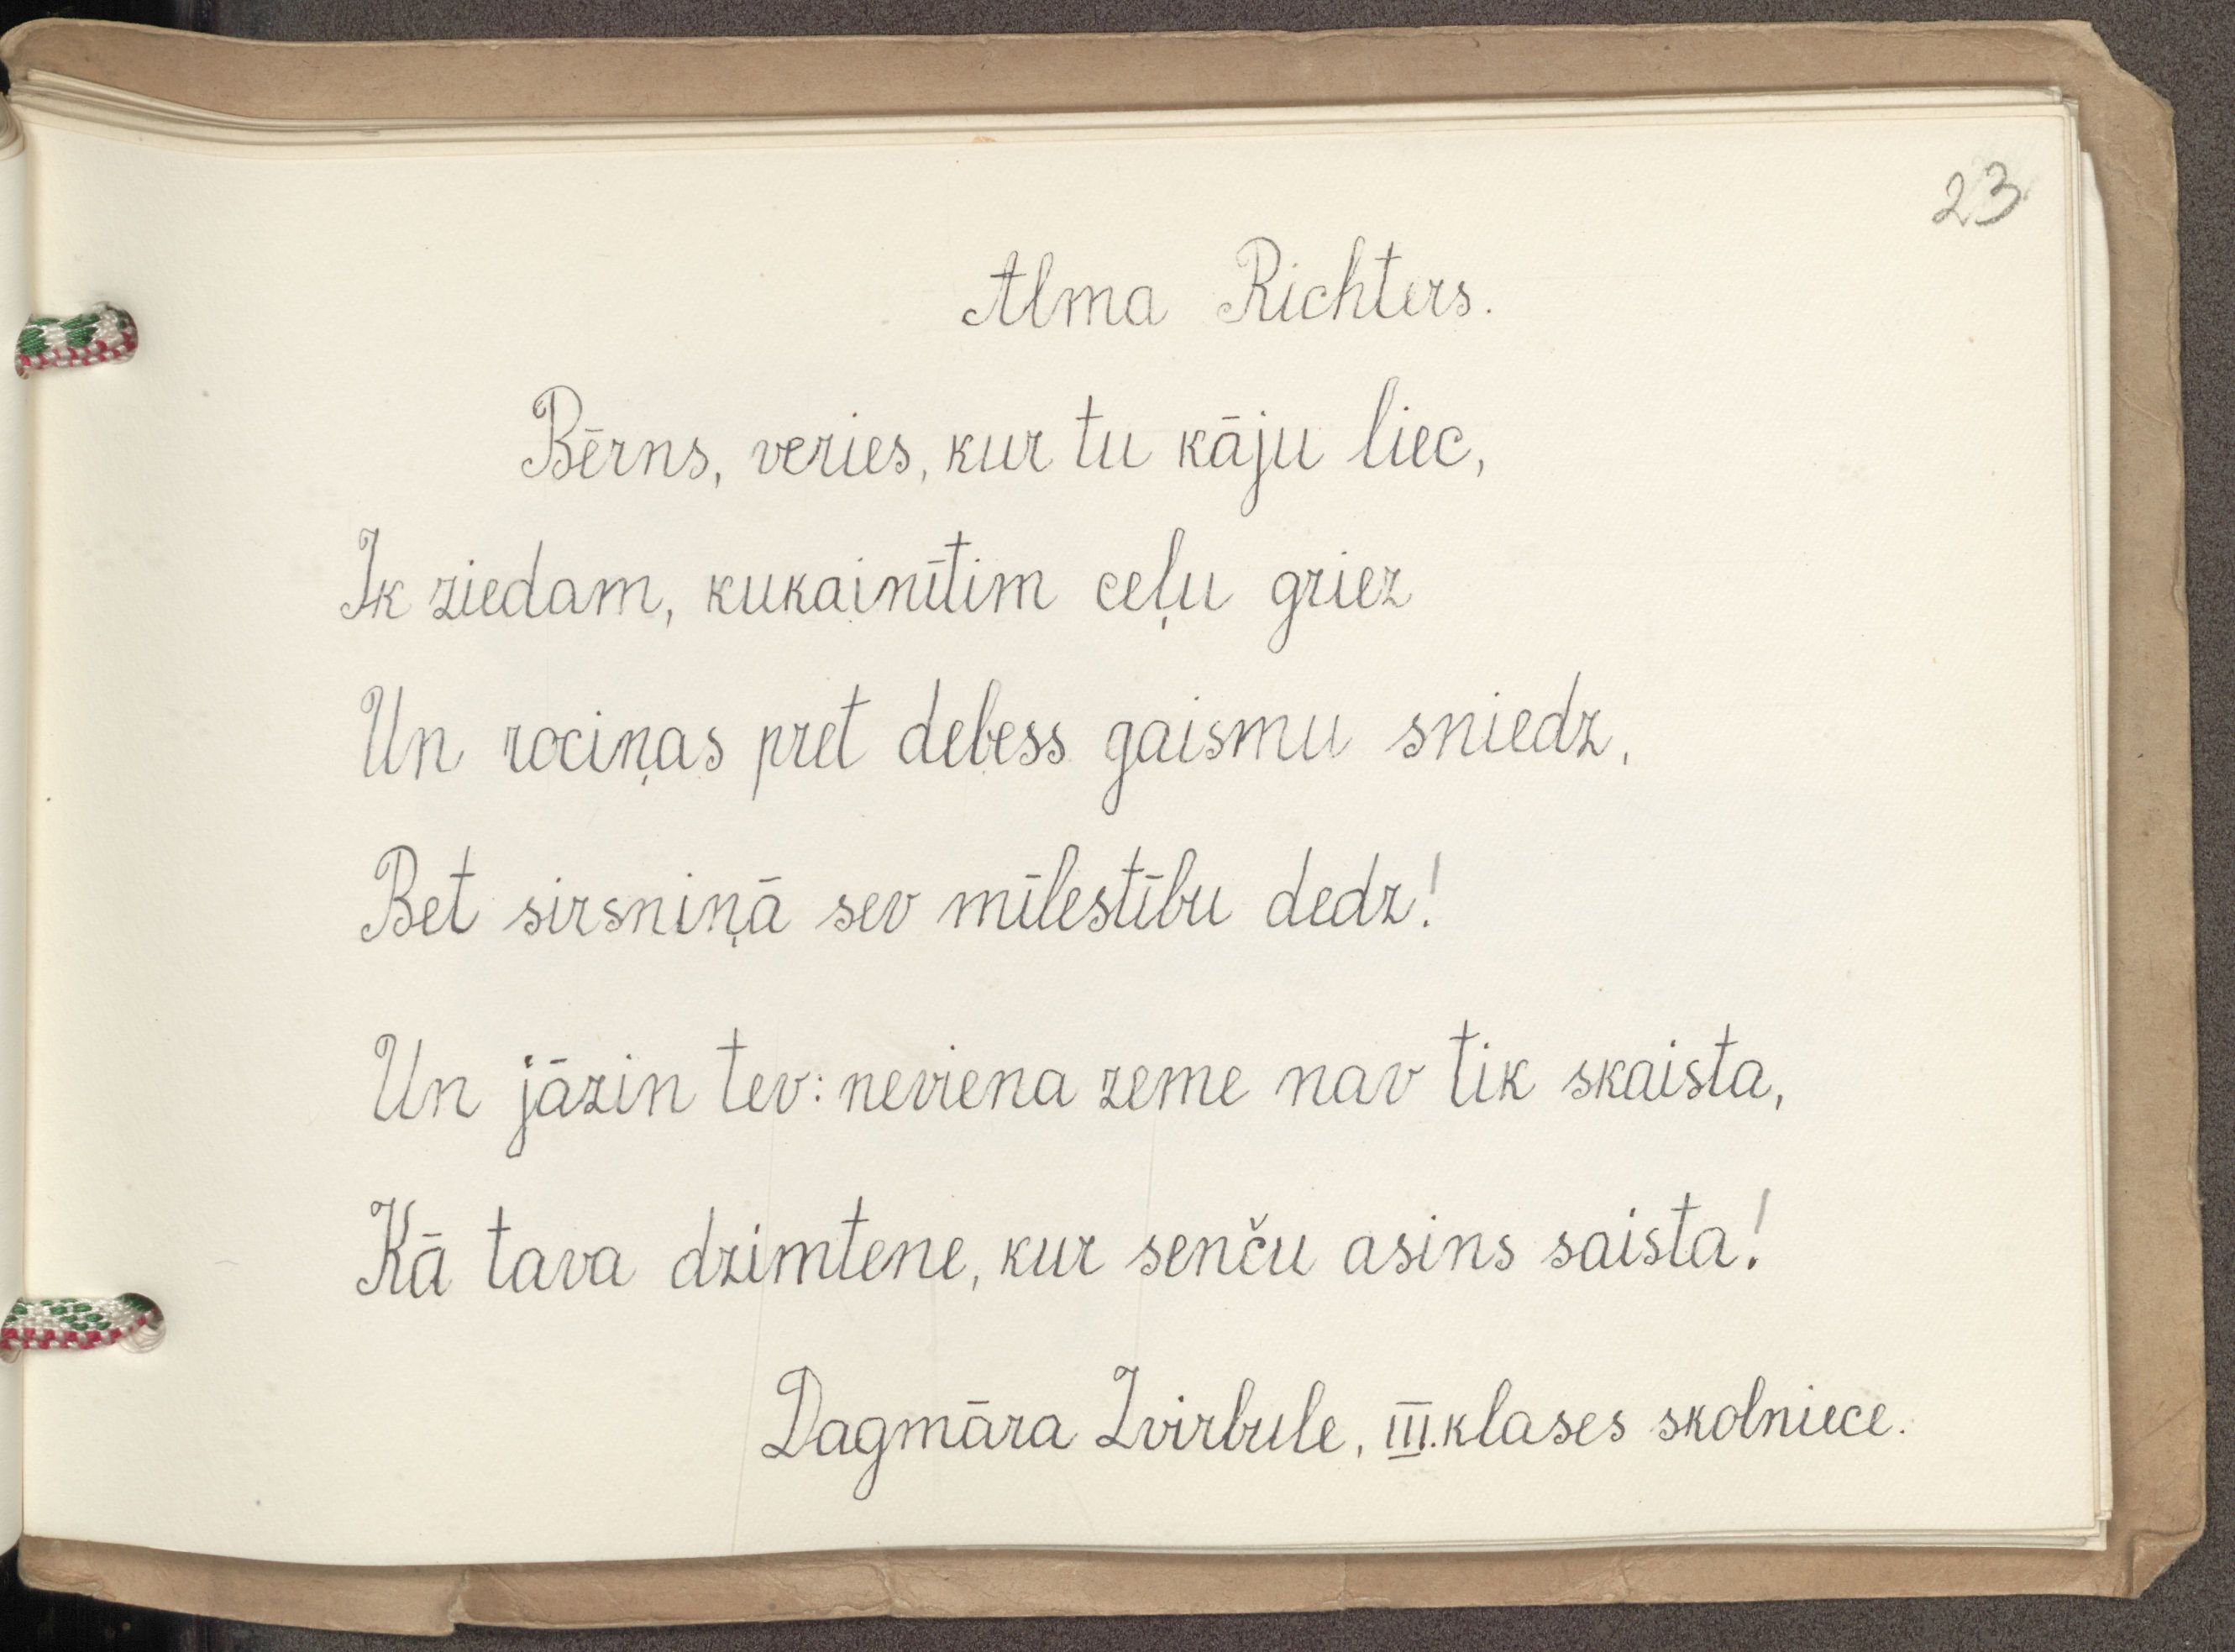 23
Alma Richters.
Bērns, veries, kur tu kāju liec,
Ik ziedam, kukainītim ceļu griez
Un rociņas pret debess gaismu sniedz,
Bet sirsniņā sev mīlestību dedz!
Un jāzin tev: neviena zeme nav tik skaista,
Kā tava dzimtene, kur senču asins saista!
Dagmāra Zvirbule, III. klases skolniece.